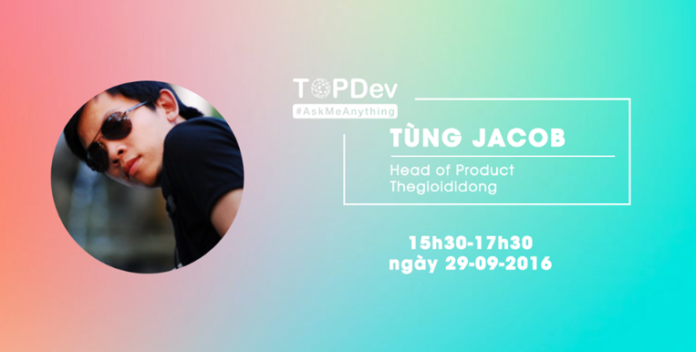 TOPDev
#AskMeAnything
TÙNG JACOB
Head of Product
Thegioididong
15h30-17h30
ngày 29-09-2016